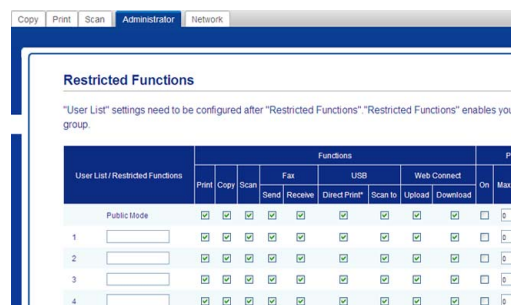 Copy Print Scan Administrator Network
Restricted Functions
"User List" settings need to be configured after "Restricted Functions"."Restricted Functions" enables you
group.
User List / Restricted Functions
Functions
P
Print Copy Scan Fax USB Web Connect On Max
Send Receive Direct Print* Scan to Upload Download
Public Mode 0
1 0
2 0
3 0
4 0